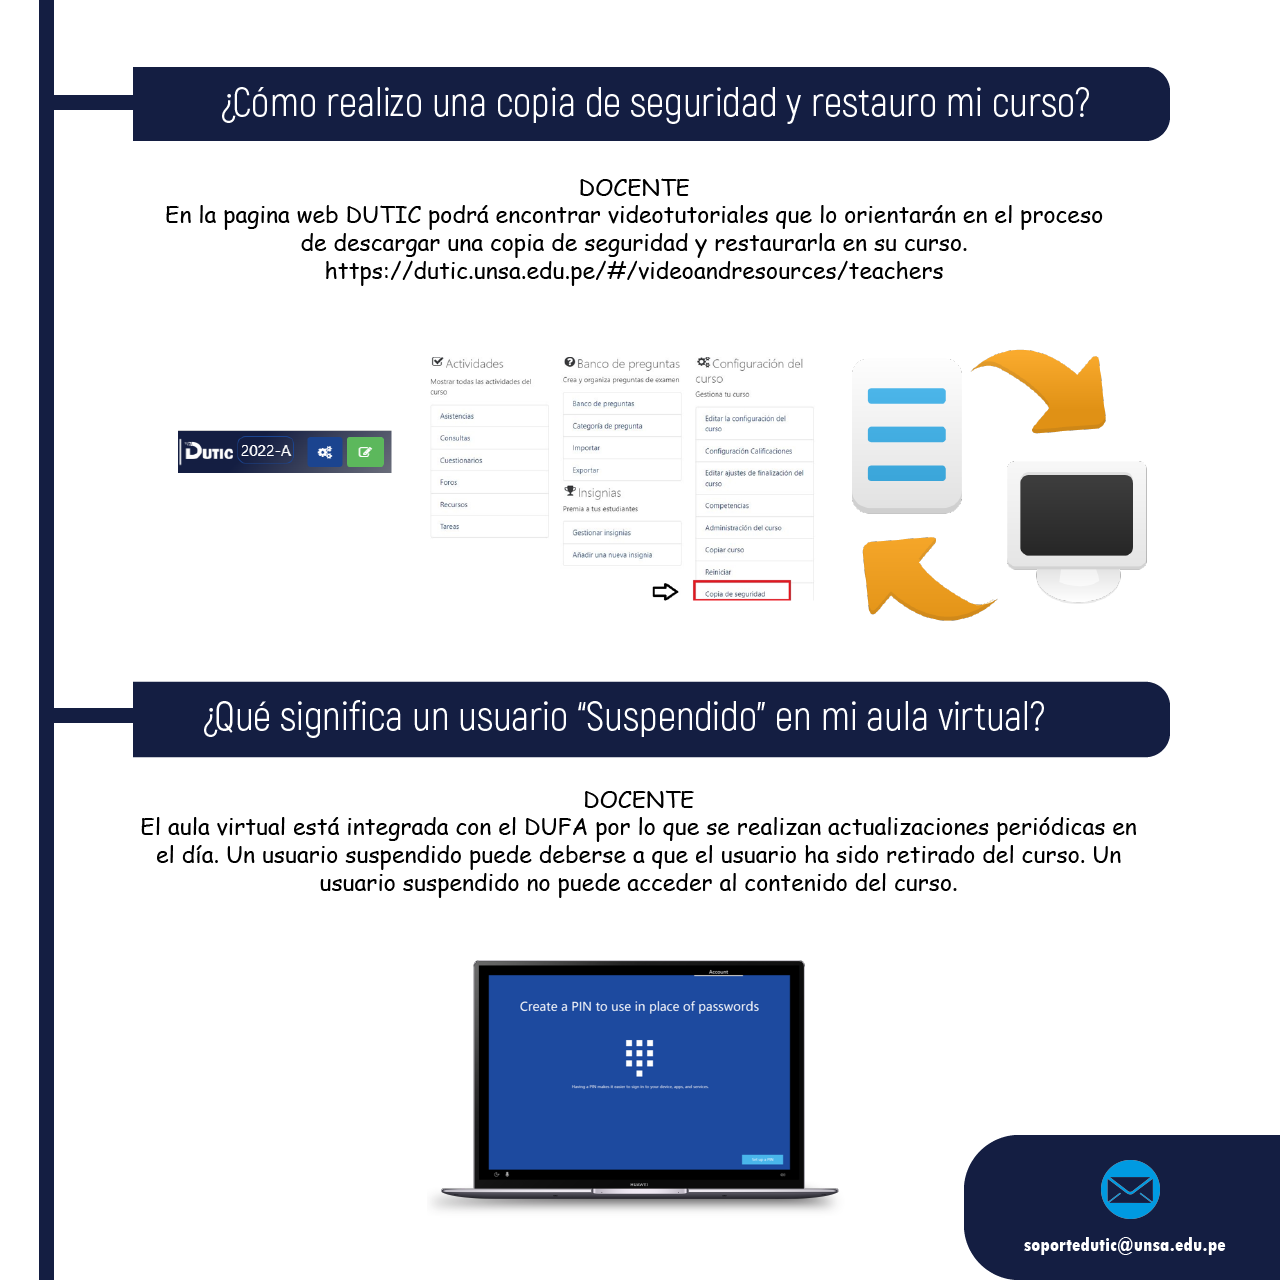 ¿Cómo realizo una copia de seguridad y restauro mi curso?
DOCENTE
En la pagina web DUTIC podrá encontrar videotutoriales que lo orientarán en el proceso
de descargar una copia de seguridad y restaurarla en su curso.
https://dutic.unsa.edu.pe/#/videoandresources/teachers
DUTIC 2022-A
Actividades
Mostrar todas las actividades del
curso
Asistencias
Consultas
Cuestionarios
Foros
Recursos
Tareas
Banco de preguntas
Crea y organiza preguntas de examen
Banco de preguntas
Categoría de pregunta
Importar
Exportar
Insignias
Premia a tus estudiantes
Gestionar insignias
Añadir una nueva insignia
Configuración del
curso
Gestiona tu curso
Editar la configuración del
curso
Configuración Calificaciones
Editar ajustes de finalización del
curso
Competencias
Administración del curso
Copiar curso
Reiniciar
Copia de seguridad
¿Qué significa un usuario “Suspendido” en mi aula virtual?
DOCENTE
El aula virtual está integrada con el DUFA por lo que se realizan actualizaciones periódicas en
el día. Un usuario suspendido puede deberse a que el usuario ha sido retirado del curso. Un
usuario suspendido no puede acceder al contenido del curso.
Account
Create a PIN to use in place of passwords
Having a PIN makes it easier to sign in to your device, apps, and services.
Set up a PIN
HUAWEI
soportedutic@unsa.edu.pe